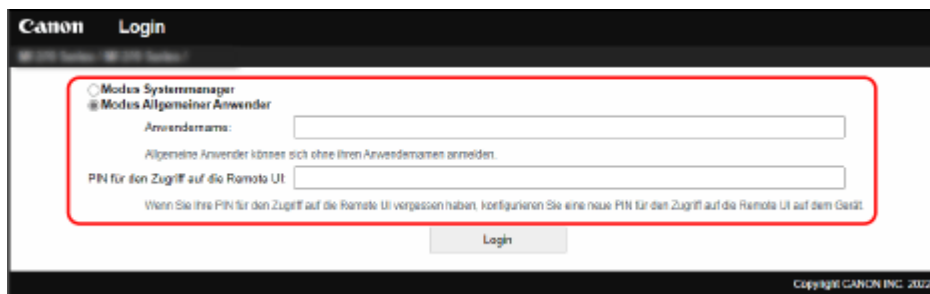 Canon Login
Modus Systemmanager
Modus Allgemeiner Anwender
Anwendername:
Allgemeine Anwender können sich ohne ihren Anwendernamen anmelden.
PIN für den Zugriff auf die Remote UI:
Wenn Sie Ihre PIN für den Zugriff auf die Remote UI vergessen haben, konfigurieren Sie eine neue PIN für den Zugriff auf die Remote UI auf dem Gerät.
Login
Copyright CANON INC. 2022